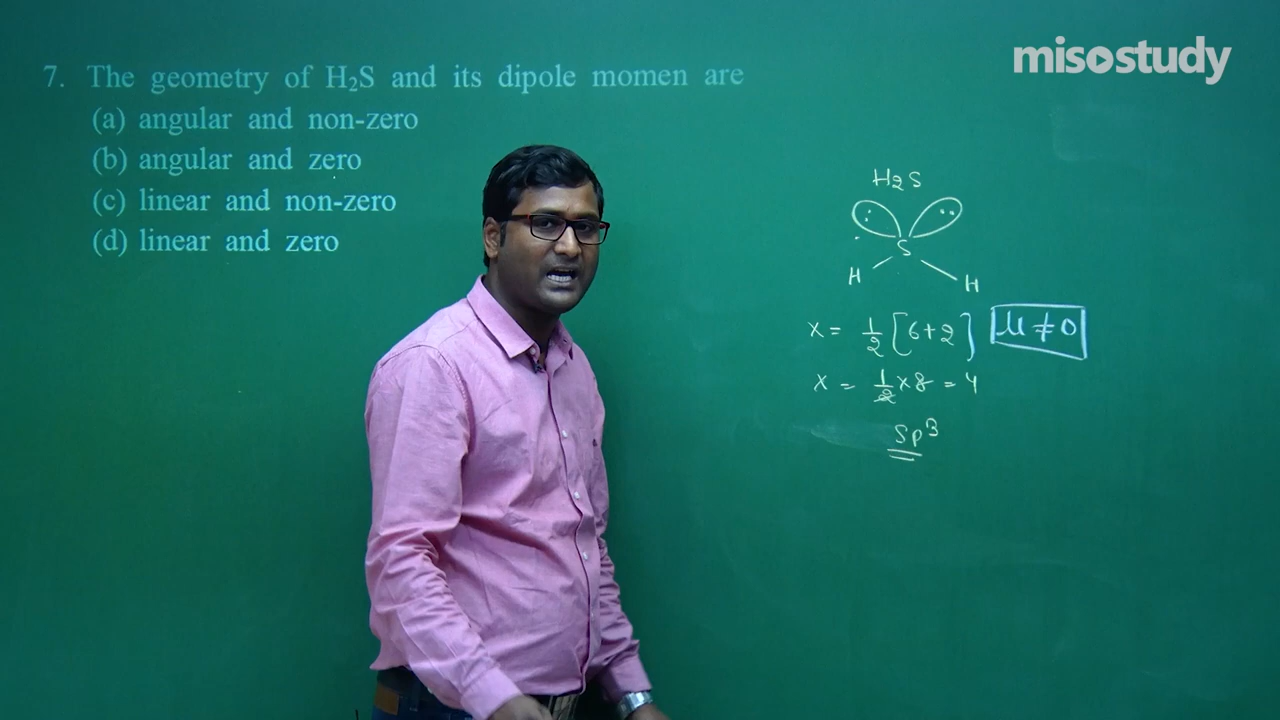 misostudy
7. The geometry of H₂S and its dipole momen are
(a) angular and non-zero
(b) angular and zero
(c) linear and non-zero
(d) linear and zero
H₂S
S
H H
x = 1/2 [6+2] μ ≠ 0
x = 1/2 × 8 = 4
Sp³